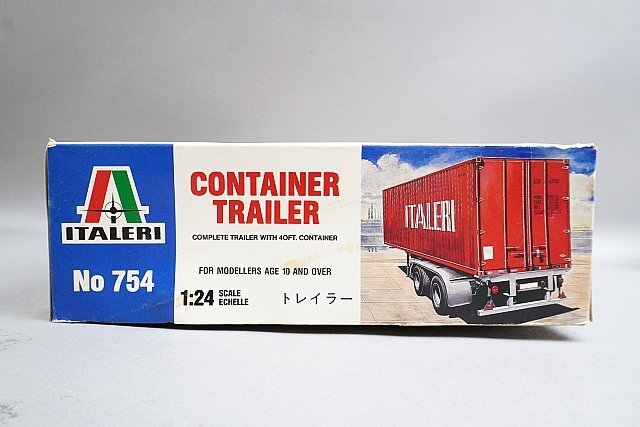 ITALERI
No 754
CONTAINER
TRAILER
COMPLETE TRAILER WITH 40FT. CONTAINER
FOR MODELLERS AGE 10 AND OVER
1:24 SCALE
ECHELLE
トレイラー
ITALERI